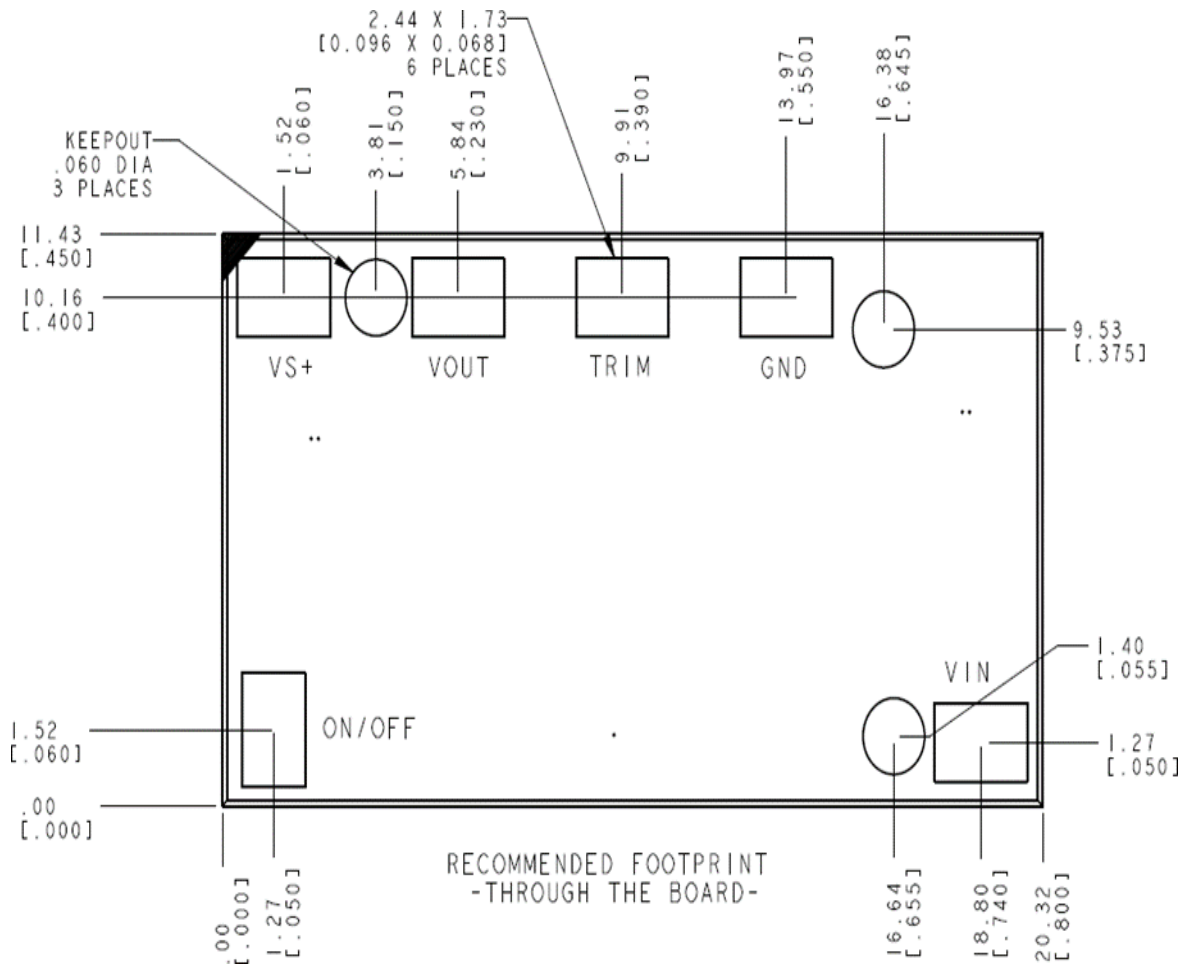 2.44 X 1.73
[0.096 X 0.068]
6 PLACES
KEEPOUT
.060 DIA
3 PLACES
1.52
[.060]
3.81
[.150]
5.84
[.230]
9.91
[.390]
13.97
[.550]
16.38
[.645]
11.43
[.450]
10.16
[.400]
9.53
[.375]
VS+
VOUT
TRIM
GND
1.40
[.055]
VIN
ON/OFF
1.52
[.060]
1.27
[.050]
.00
[.000]
RECOMMENDED FOOTPRINT
-THROUGH THE BOARD-
.00
[.000]
1.27
[.050]
16.64
[.655]
18.80
[.740]
20.32
[.800]